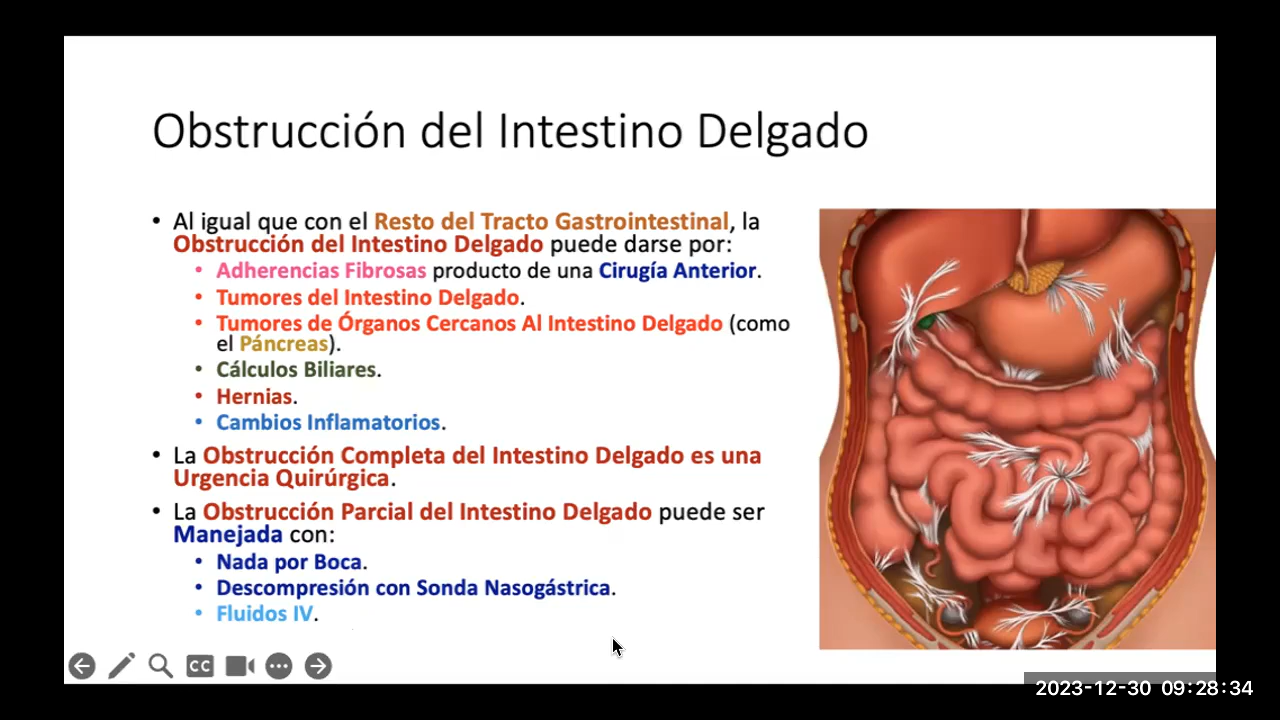 Obstrucción del Intestino Delgado
• Al igual que con el Resto del Tracto Gastrointestinal, la
Obstrucción del Intestino Delgado puede darse por:
• Adherencias Fibrosas producto de una Cirugía Anterior.
• Tumores del Intestino Delgado.
• Tumores de Órganos Cercanos Al Intestino Delgado (como
el Páncreas).
• Cálculos Biliares.
• Hernias.
• Cambios Inflamatorios.
• La Obstrucción Completa del Intestino Delgado es una
Urgencia Quirúrgica.
• La Obstrucción Parcial del Intestino Delgado puede ser
Manejada con:
• Nada por Boca.
• Descompresión con Sonda Nasogástrica.
• Fluidos IV.
CC
2023-12-30 09:28:34